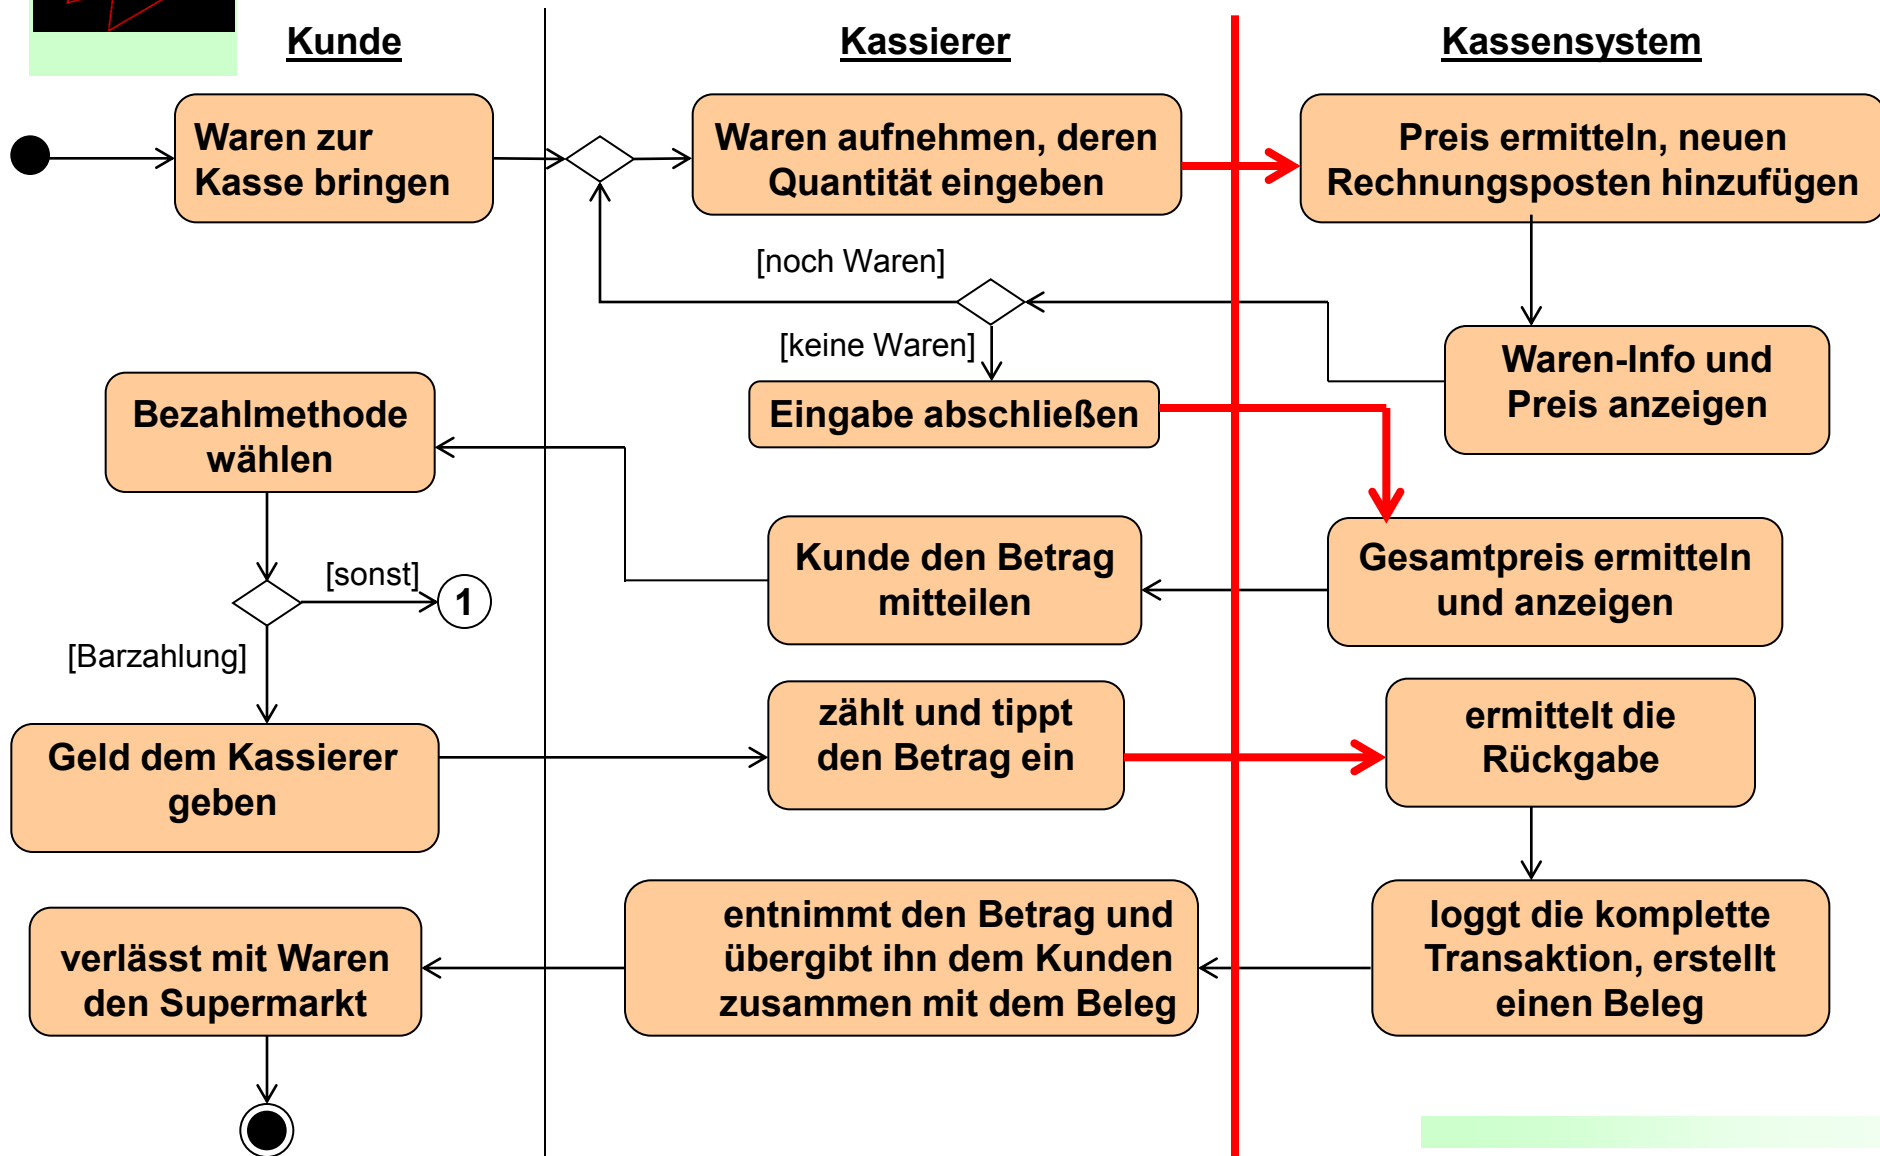 Kunde
Kassierer
Kassensystem
Waren zur
Kasse bringen
Waren aufnehmen, deren
Quantität eingeben
Preis ermitteln, neuen
Rechnungsposten hinzufügen
[noch Waren]
[keine Waren]
Waren-Info und
Preis anzeigen
Eingabe abschließen
Bezahlmethode
wählen
Kunde den Betrag
mitteilen
Gesamtpreis ermitteln
und anzeigen
[sonst]
1
[Barzahlung]
Geld dem Kassierer
geben
zählt und tippt
den Betrag ein
ermittelt die
Rückgabe
verlässt mit Waren
den Supermarkt
entnimmt den Betrag und
übergibt ihn dem Kunden
zusammen mit dem Beleg
loggt die komplette
Transaktion, erstellt
einen Beleg